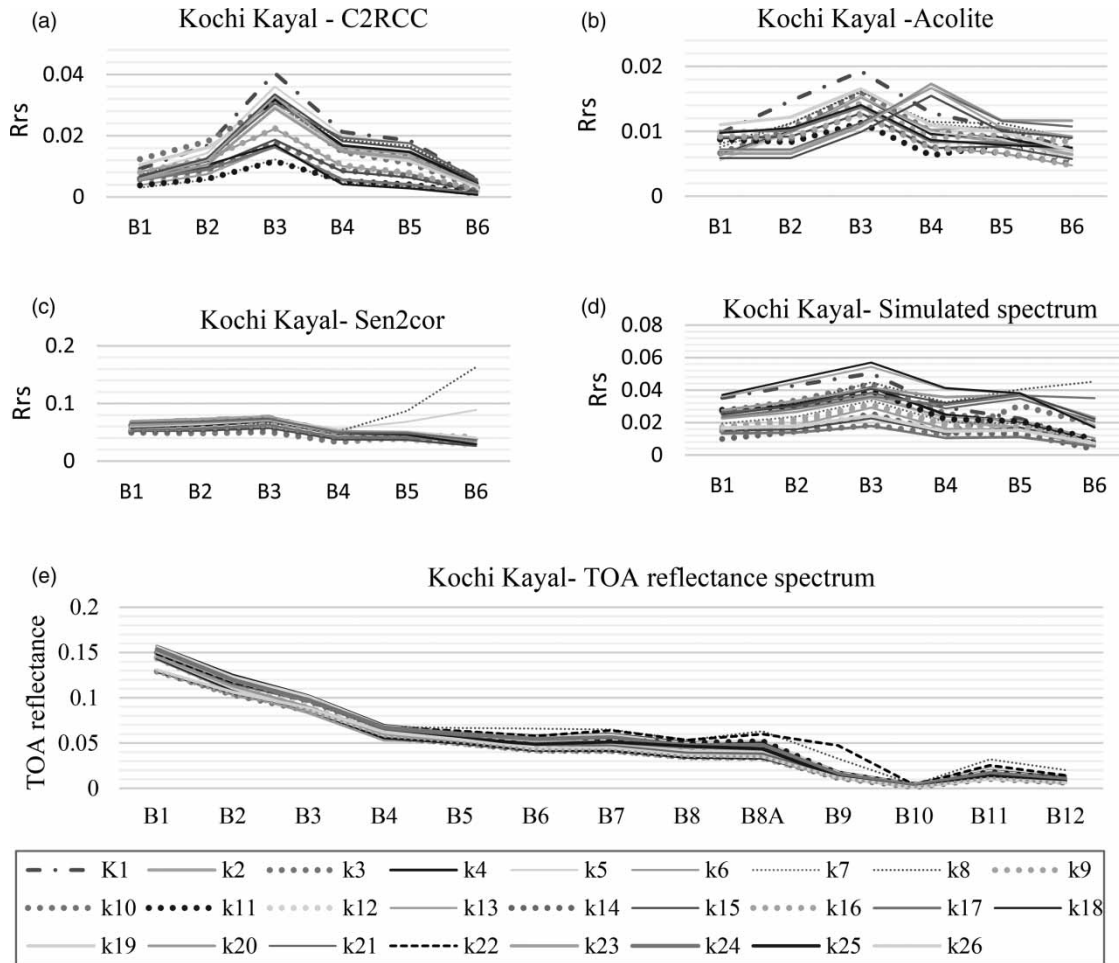 (a)
Kochi Kayal - C2RCC
Rrs
0.04
0.02
0
B1 B2 B3 B4 B5 B6
(b)
Kochi Kayal -Acolite
Rrs
0.02
0.01
0
B1 B2 B3 B4 B5 B6
(c)
Kochi Kayal- Sen2cor
Rrs
0.2
0.1
0
B1 B2 B3 B4 B5 B6
(d)
Kochi Kayal- Simulated spectrum
Rrs
0.08
0.06
0.04
0.02
0
B1 B2 B3 B4 B5 B6
(e)
Kochi Kayal- TOA reflectance spectrum
TOA reflectance
0.2
0.15
0.1
0.05
0
B1 B2 B3 B4 B5 B6 B7 B8 B8A B9 B10 B11 B12
K1 k2 k3 k4 k5 k6 k7 k8 k9
k10 k11 k12 k13 k14 k15 k16 k17 k18
k19 k20 k21 k22 k23 k24 k25 k26